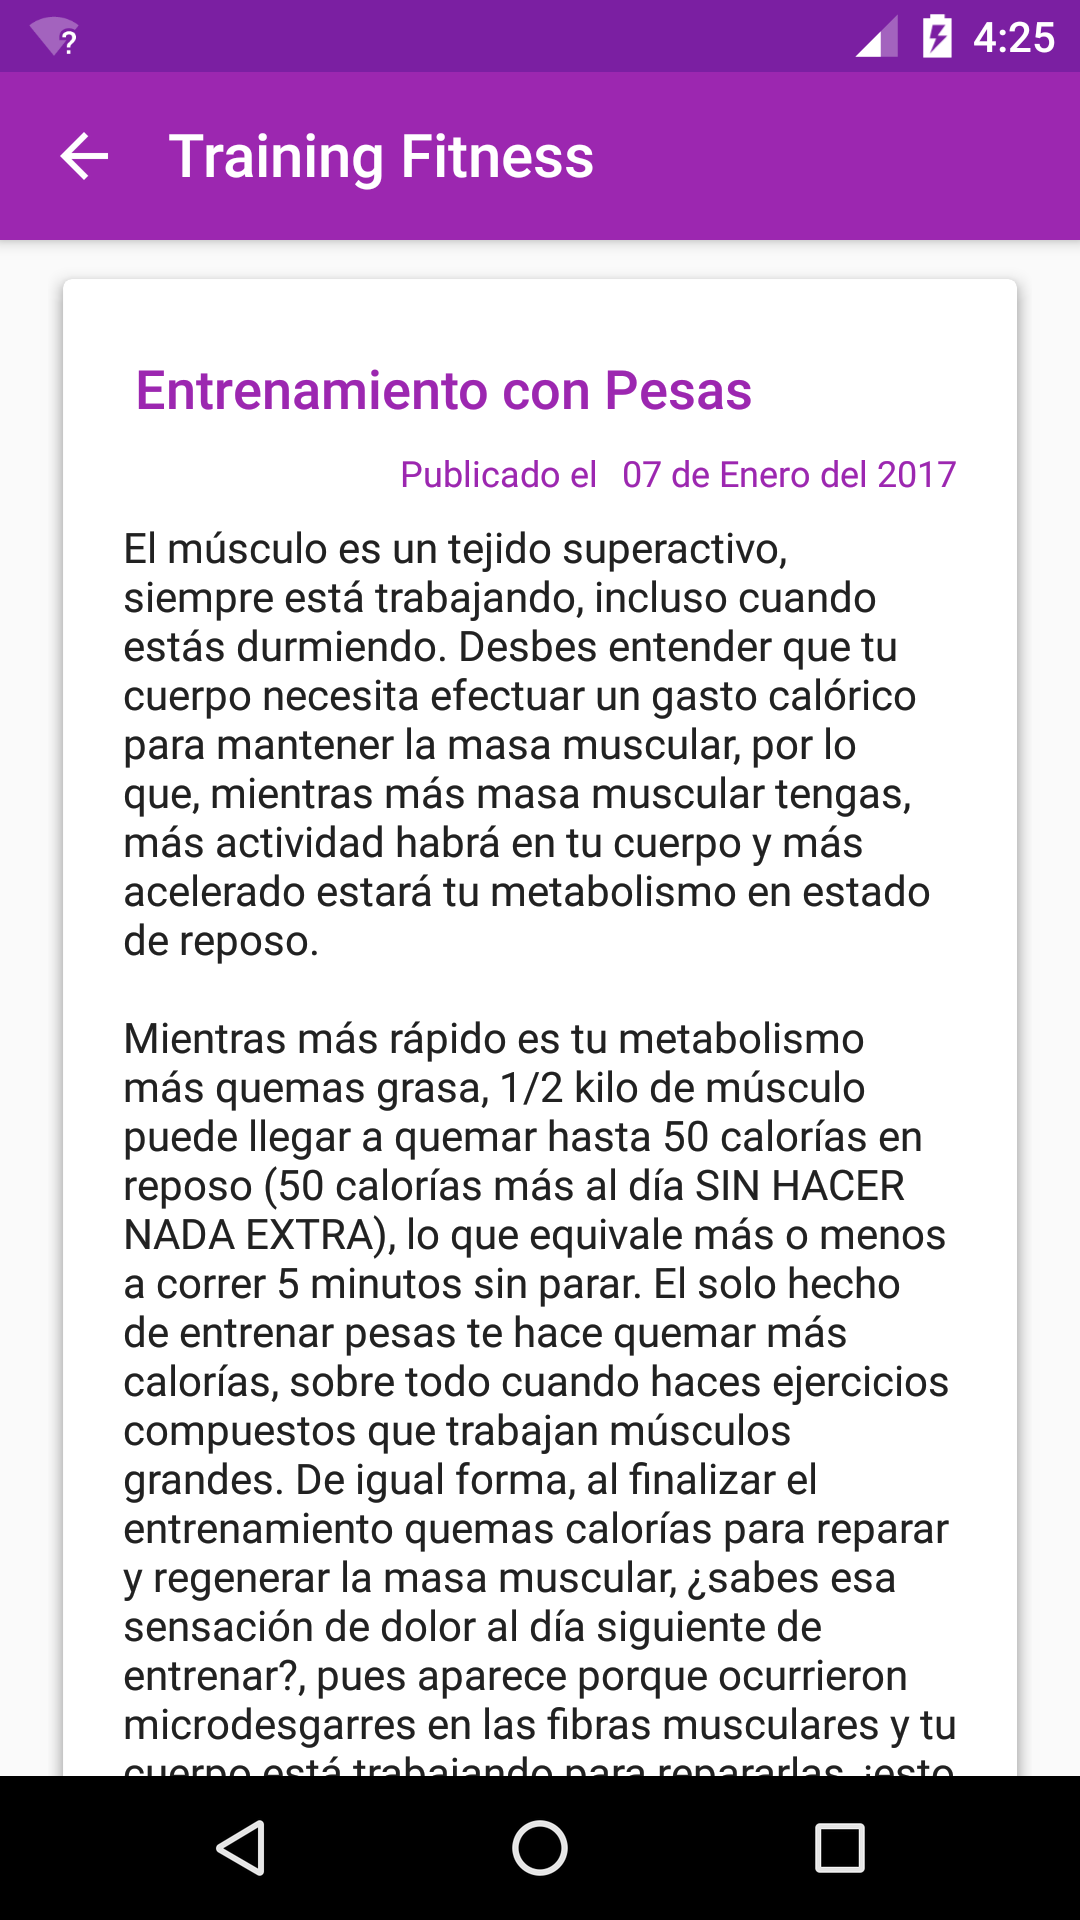 4:25
Training Fitness
Entrenamiento con Pesas
Publicado el 07 de Enero del 2017
El músculo es un tejido superactivo,
siempre está trabajando, incluso cuando
estás durmiendo. Desbes entender que tu
cuerpo necesita efectuar un gasto calórico
para mantener la masa muscular, por lo
que, mientras más masa muscular tengas,
más actividad habrá en tu cuerpo y más
acelerado estará tu metabolismo en estado
de reposo.
Mientras más rápido es tu metabolismo
más quemas grasa, 1/2 kilo de músculo
puede llegar a quemar hasta 50 calorías en
reposo (50 calorías más al día SIN HACER
NADA EXTRA), lo que equivale más o menos
a correr 5 minutos sin parar. El solo hecho
de entrenar pesas te hace quemar más
calorías, sobre todo cuando haces ejercicios
compuestos que trabajan músculos
grandes. De igual forma, al finalizar el
entrenamiento quemas calorías para reparar
y regenerar la masa muscular, ¿sabes esa
sensación de dolor al día siguiente de
entrenar?, pues aparece porque ocurrieron
microdesgarres en las fibras musculares y tu
cuerpo está trabajando para repararlas, ¡esto